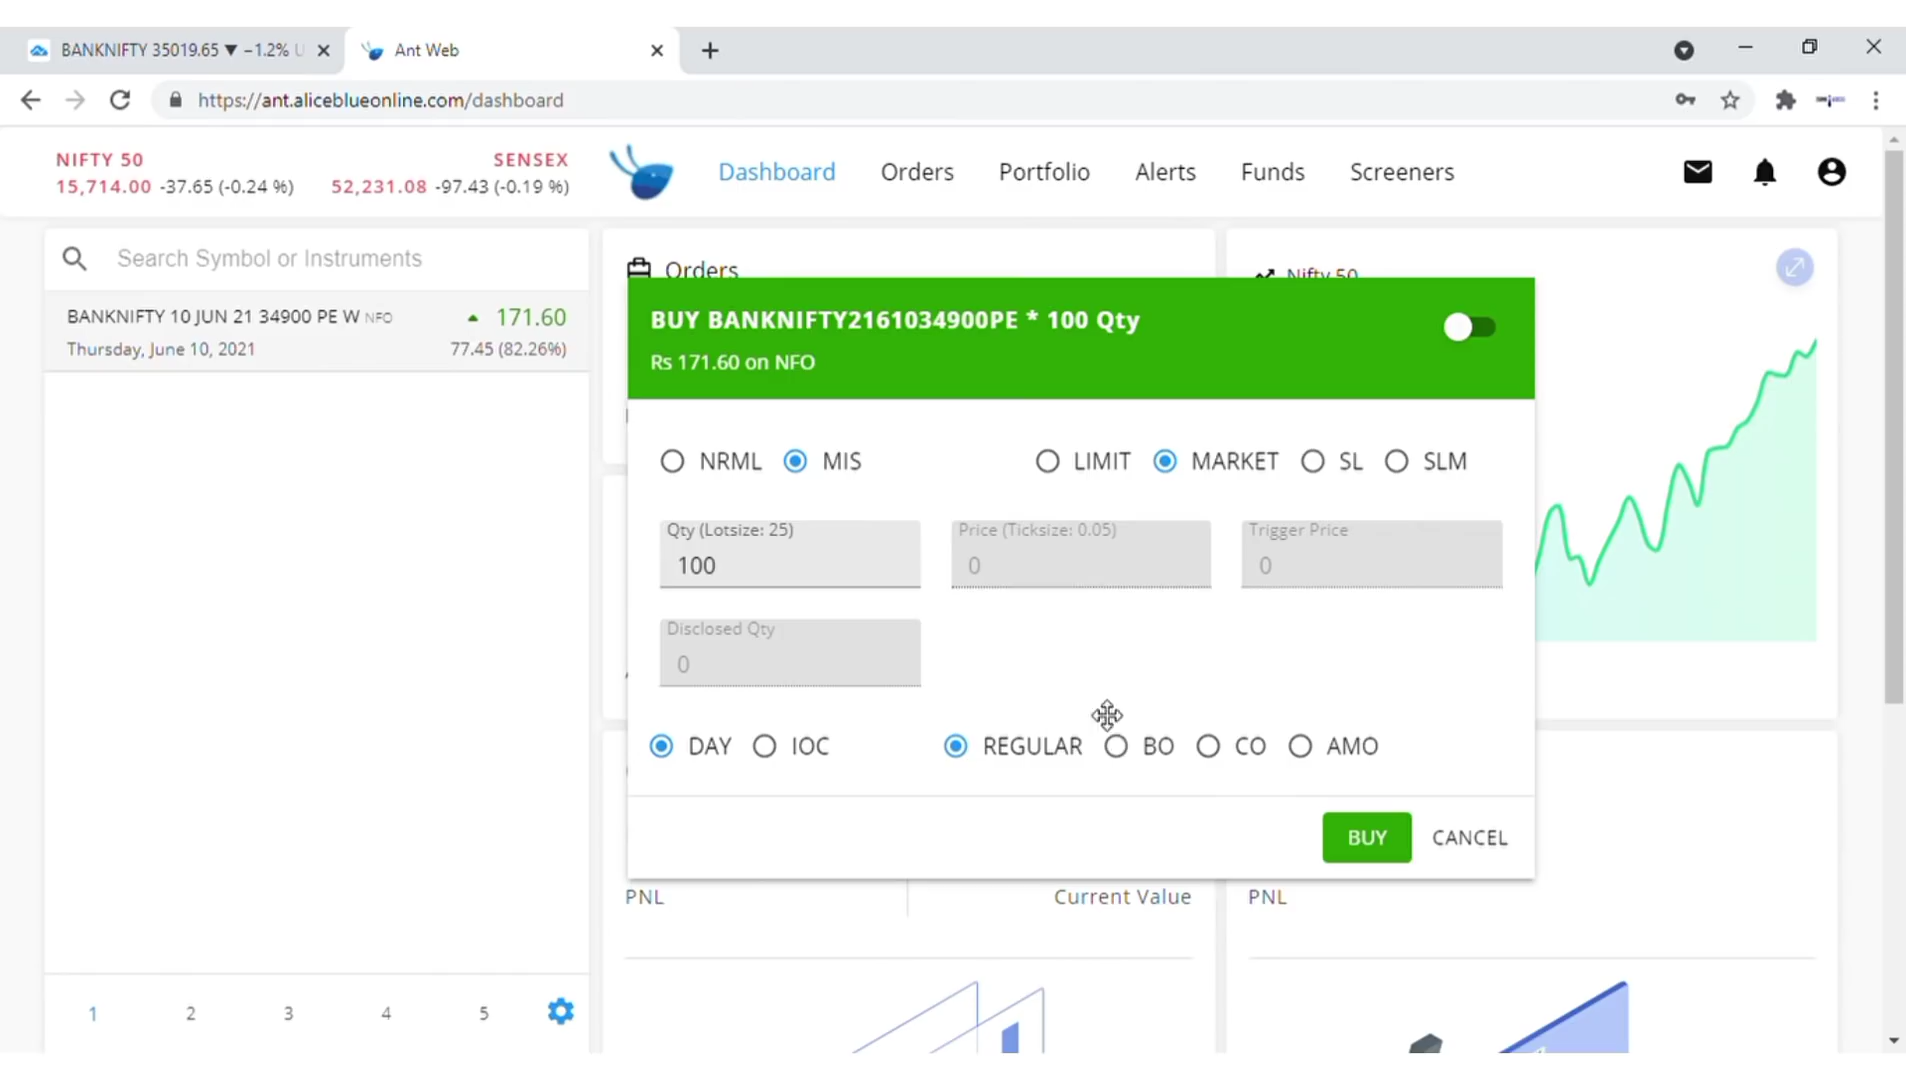 BANKNIFTY 35019.65 ▼ −1.2% U
Ant Web
https://ant.aliceblueonline.com/dashboard
NIFTY 50
15,714.00 -37.65 (-0.24 %)
SENSEX
52,231.08 -97.43 (-0.19 %)
Dashboard
Orders
Portfolio
Alerts
Funds
Screeners
Search Symbol or Instruments
BANKNIFTY 10 JUN 21 34900 PE W NFO
171.60
Thursday, June 10, 2021
77.45 (82.26%)
Orders
Nifty 50
BUY BANKNIFTY2161034900PE * 100 Qty
Rs 171.60 on NFO
NRML MIS LIMIT MARKET SL SLM
Qty (Lotsize: 25)
100
Price (Ticksize: 0.05)
0
Trigger Price
0
Disclosed Qty
0
DAY IOC REGULAR BO CO AMO
BUY CANCEL
PNL
Current Value
PNL
1 2 3 4 5